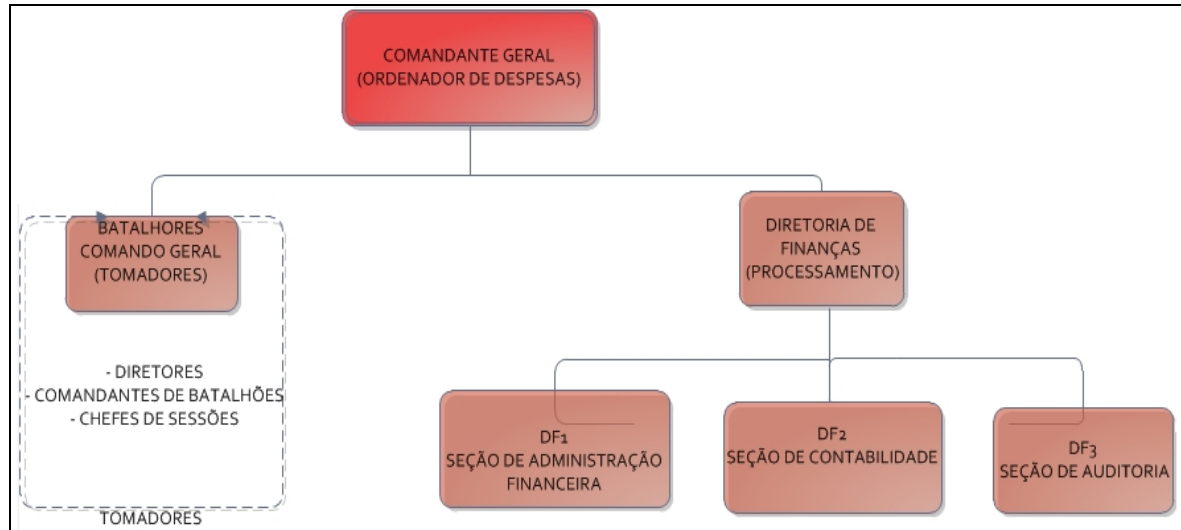 COMANDANTE GERAL
(ORDENADOR DE DESPESAS)
BATALHORES
COMANDO GERAL
(TOMADORES)
- DIRETORES
- COMANDANTES DE BATALHÕES
- CHEFES DE SESSÕES
TOMADORES
DIRETORIA DE
FINANÇAS
(PROCESSAMENTO)
DF1
SEÇÃO DE ADMINISTRAÇÃO
FINANCEIRA
DF2
SEÇÃO DE CONTABILIDADE
DF3
SEÇÃO DE AUDITORIA